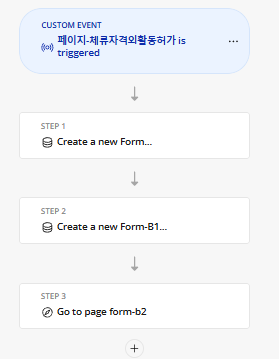 CUSTOM EVENT
페이지-체류자격외활동허가 is
triggered
STEP 1
Create a new Form...
STEP 2
Create a new Form-B1...
STEP 3
Go to page form-b2